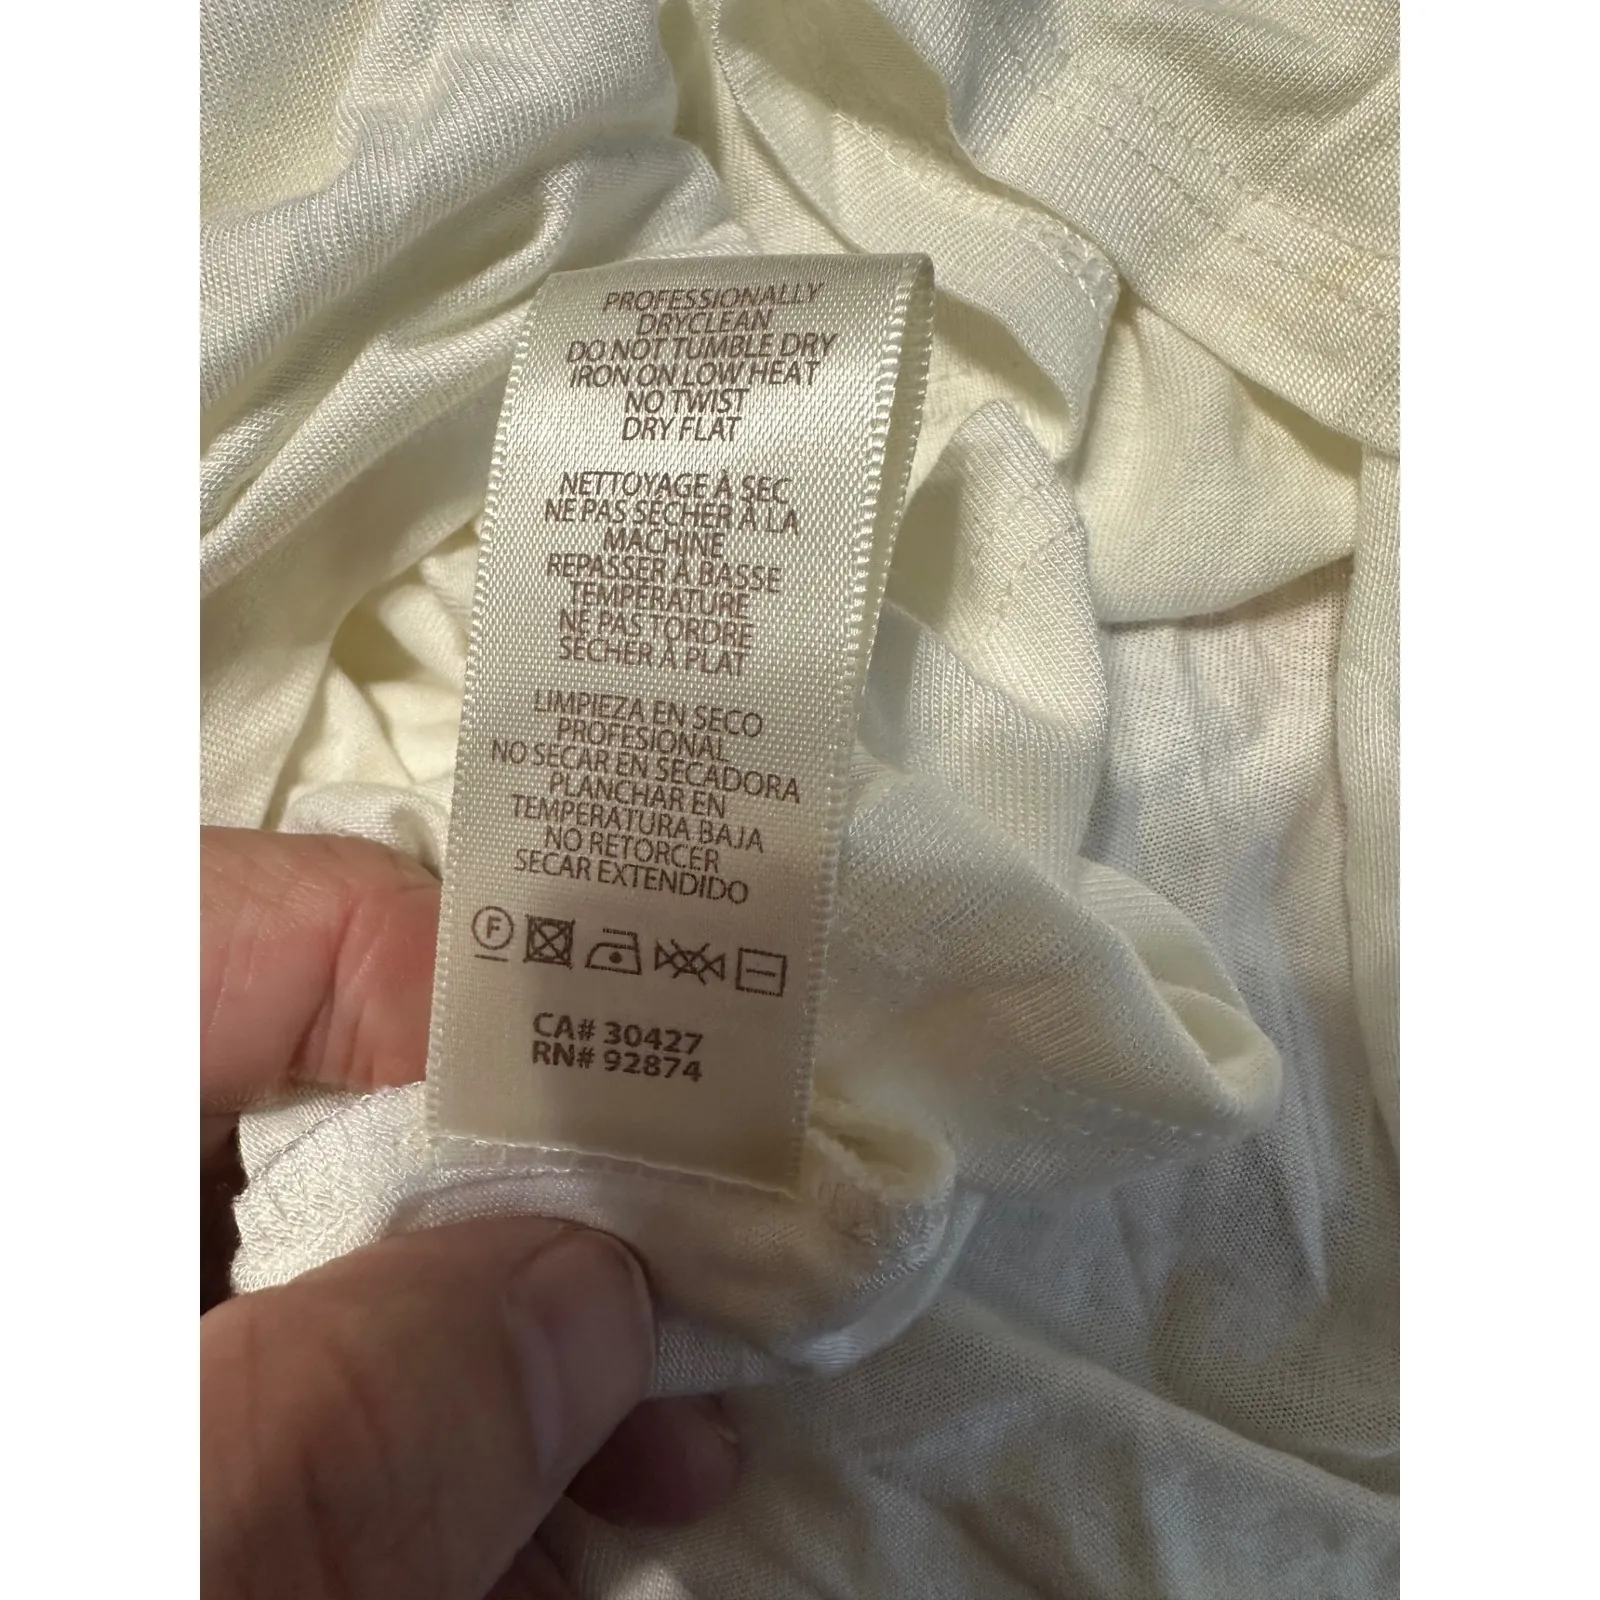 PROFESSIONALLY
DRYCLEAN
DO NOT TUMBLE DRY
IRON ON LOW HEAT
NO TWIST
DRY FLAT
NETTOYAGE À SEC
NE PAS SÉCHER À LA
MACHINE
REPASSER À BASSE
TEMPÉRATURE
NE PAS TORDRE
SÉCHER À PLAT
LIMPIEZA EN SECO
PROFESIONAL
NO SECAR EN SECADORA
PLANCHAR EN
TEMPERATURA BAJA
NO RETORCER
SECAR EXTENDIDO
F
CA# 30427
RN# 92874